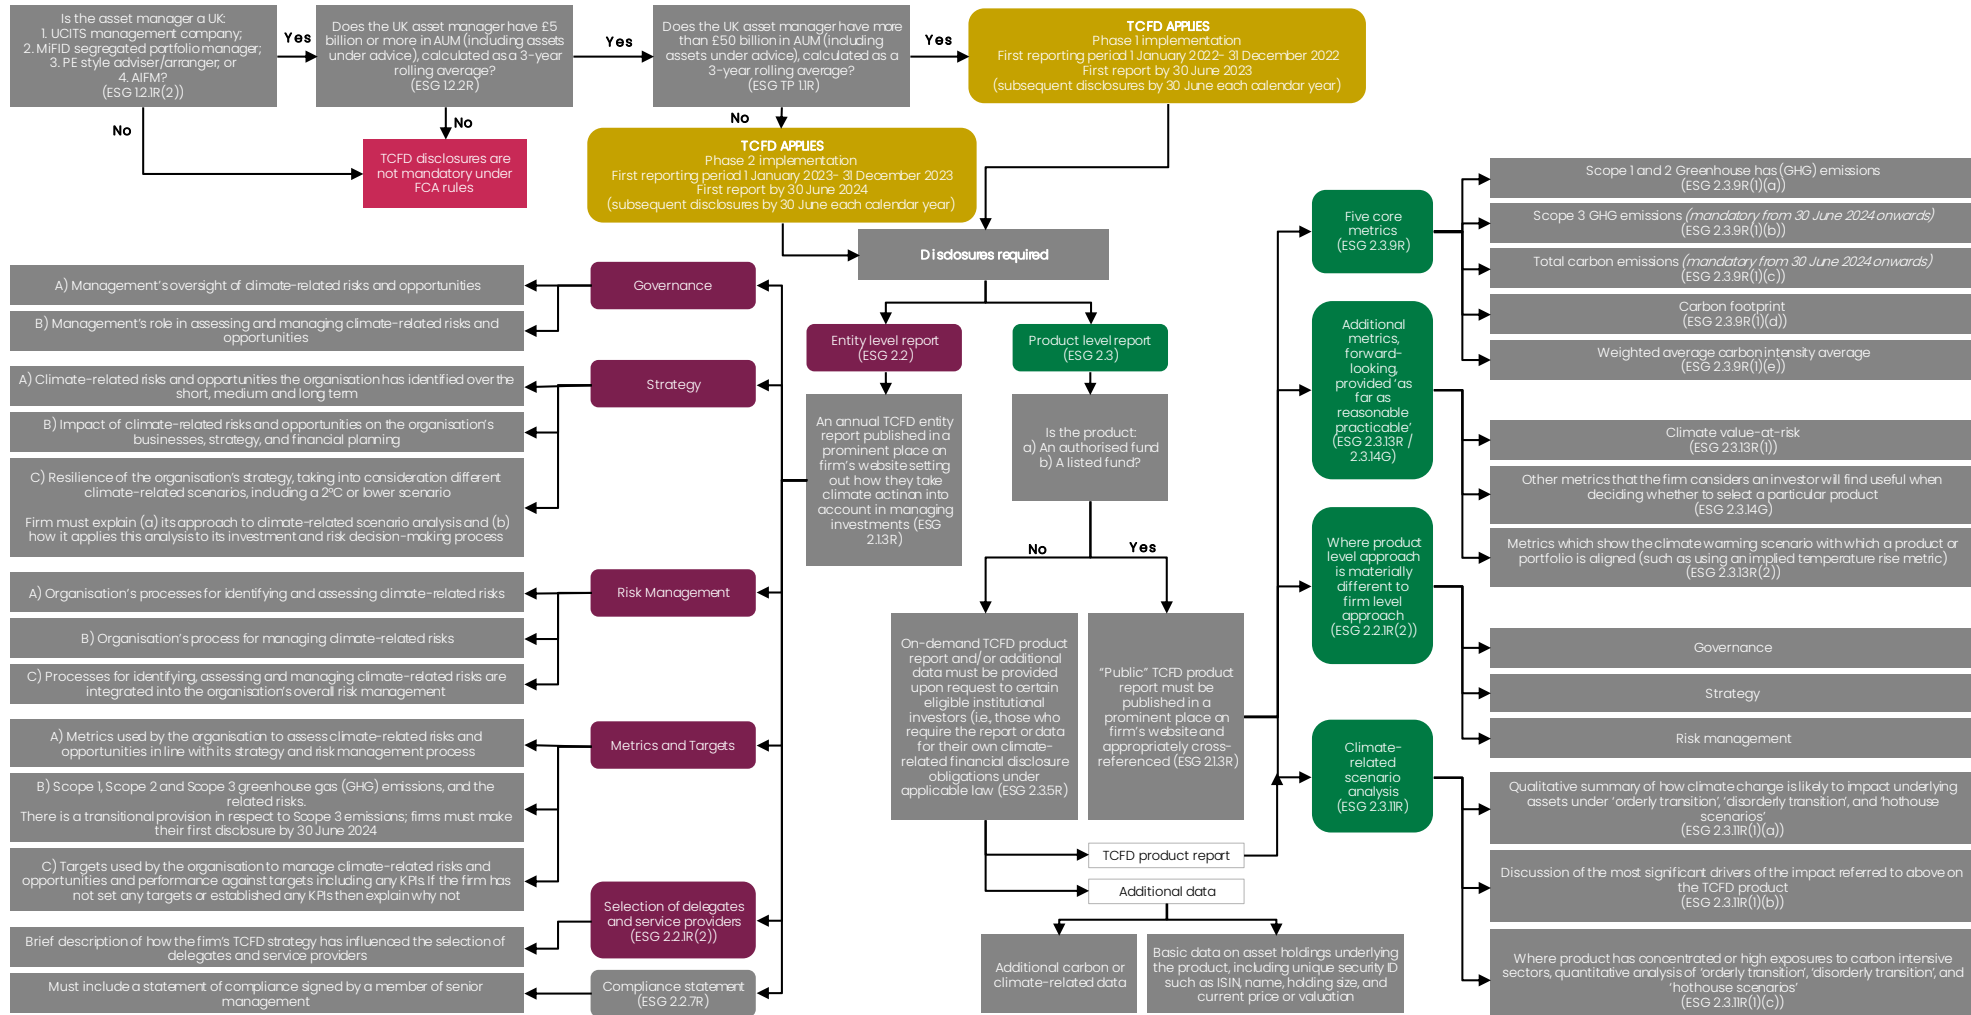 Is the asset manager a UK:
1. UCITS management company;
2. MiFID segregated portfolio manager;
3. PE style adviser/arranger; or
4. AIFM?
(ESG 1.2.1R(2))
Yes
Does the UK asset manager have £5
billion or more in AUM (including assets
under advice), calculated as a 3-year
rolling average?
(ESG 1.2.2R)
Yes
Does the UK asset manager have more
than £50 billion in AUM (including
assets under advice), calculated as a
3-year rolling average?
(ESG TP 1.1R)
Yes
TCFD APPLIES
Phase 1 implementation
First reporting period 1 January 2022- 31 December 2022
First report by 30 June 2023
(subsequent disclosures by 30 June each calendar year)
No
No
No
TCFD disclosures are
not mandatory under
FCA rules
TCFD APPLIES
Phase 2 implementation
First reporting period 1 January 2023- 31 December 2023
First report by 30 June 2024
(subsequent disclosures by 30 June each calendar year)
Disclosures required
Entity level report
(ESG 2.2)
Product level report
(ESG 2.3)
An annual TCFD entity
report published in a
prominent place on
firm's website setting
out how they take
climate actinan into
account in managing
investments (ESG
2.1.3R)
Is the product:
a) An authorised fund
b) A listed fund?
No
Yes
On-demand TCFD product
report and/or additional
data must be provided
upon request to certain
eligible institutional
investors (i.e., those who
require the report or data
for their own climate-
related financial disclosure
obligations under
applicable law (ESG 2.3.5R)
"Public" TCFD product
report must be
published in a
prominent place on
firm's website and
appropriately cross-
referenced (ESG 2.1.3R)
TCFD product report
Additional data
Additional carbon or
climate-related data
Basic data on asset holdings underlying
the product, including unique security ID
such as ISIN, name, holding size, and
current price or valuation
Governance
A) Management's oversight of climate-related risks and opportunities
B) Management's role in assessing and managing climate-related risks and
opportunities
Strategy
A) Climate-related risks and opportunities the organisation has identified over the
short, medium and long term
B) Impact of climate-related risks and opportunities on the organisation's
businesses, strategy, and financial planning
C) Resilience of the organisation's strategy, taking into consideration different
climate-related scenarios, including a 2°C or lower scenario
Firm must explain (a) its approach to climate-related scenario analysis and (b)
how it applies this analysis to its investment and risk decision-making process
Risk Management
A) Organisation's processes for identifying and assessing climate-related risks
B) Organisation's process for managing climate-related risks
C) Processes for identifying, assessing and managing climate-related risks are
integrated into the organisation's overall risk management
Metrics and Targets
A) Metrics used by the organisation to assess climate-related risks and
opportunities in line with its strategy and risk management process
B) Scope 1, Scope 2 and Scope 3 greenhouse gas (GHG) emissions, and the
related risks.
There is a transitional provision in respect to Scope 3 emissions; firms must make
their first disclosure by 30 June 2024
C) Targets used by the organisation to manage climate-related risks and
opportunities and performance against targets including any KPIs. If the firm has
not set any targets or established any KPIs then explain why not
Selection of delegates
and service providers
(ESG 2.2.1R(2))
Brief description of how the firm's TCFD strategy has influenced the selection of
delegates and service providers
Compliance statement
(ESG 2.2.7R)
Must include a statement of compliance signed by a member of senior
management
Five core
metrics
(ESG 2.3.9R)
Scope 1 and 2 Greenhouse has (GHG) emissions
(ESG 2.3.9R(1)(a))
Scope 3 GHG emissions (mandatory from 30 June 2024 onwards)
(ESG 2.3.9R(1)(b))
Total carbon emissions (mandatory from 30 June 2024 onwards)
(ESG 2.3.9R(1)(c))
Carbon footprint
(ESG 2.3.9R(1)(d))
Weighted average carbon intensity average
(ESG 2.3.9R(1)(e))
Additional
metrics,
forward-
looking,
provided 'as
far as
reasonable
practicable'
(ESG 2.3.13R /
2.3.14G)
Climate value-at-risk
(ESG 2.3.13R(1))
Other metrics that the firm considers an investor will find useful when
deciding whether to select a particular product
(ESG 2.3.14G)
Metrics which show the climate warming scenario with which a product or
portfolio is aligned (such as using an implied temperature rise metric)
(ESG 2.3.13R(2))
Where product
level approach
is materially
different to
firm level
approach
(ESG 2.2.1R(2))
Governance
Strategy
Risk management
Climate-
related
scenario
analysis
(ESG 2.3.11R)
Qualitative summary of how climate change is likely to impact underlying
assets under 'orderly transition', 'disorderly transition', and 'hothouse
scenarios'
(ESG 2.3.11R(1)(a))
Discussion of the most significant drivers of the impact referred to above on
the TCFD product
(ESG 2.3.11R(1)(b))
Where product has concentrated or high exposures to carbon intensive
sectors, quantitative analysis of 'orderly transition', 'disorderly transition', and
'hothouse scenarios'
(ESG 2.3.11R(1)(c))